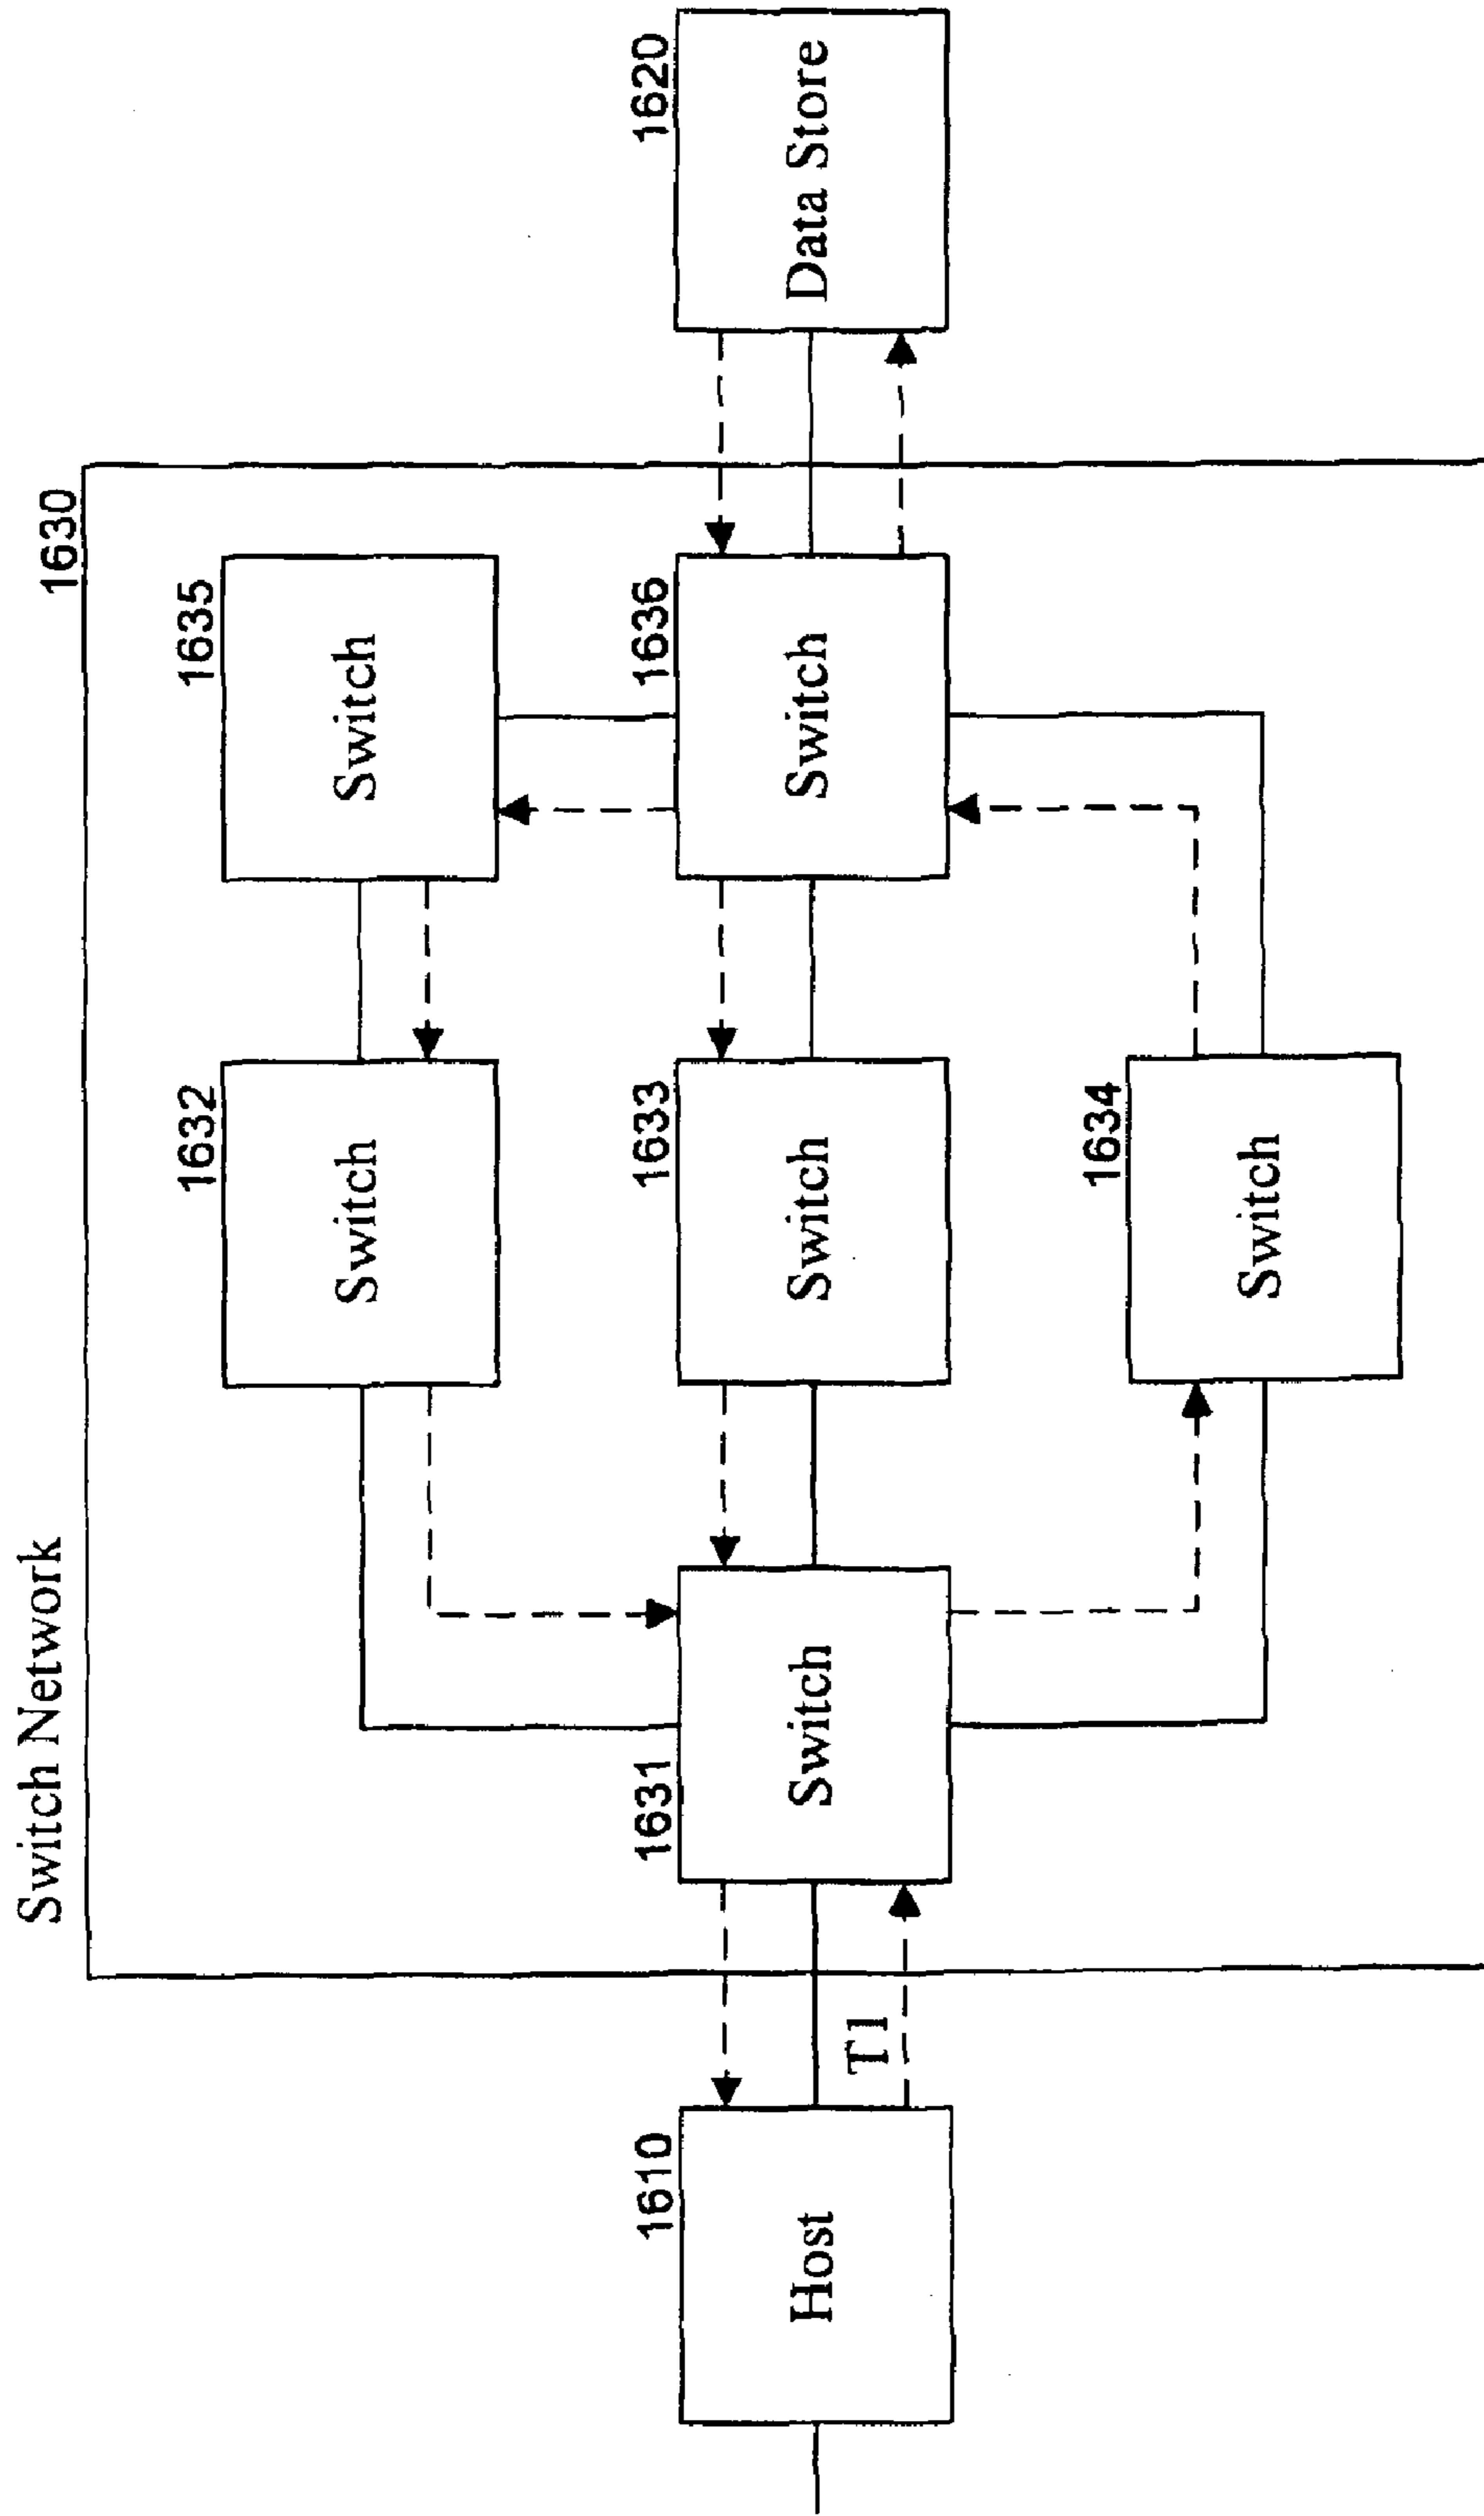 Switch Network
1630
1632
Switch
1635
Switch
1610
Host
T1
1631
Switch
1633
Switch
1636
Switch
1620
Data Store
1634
Switch